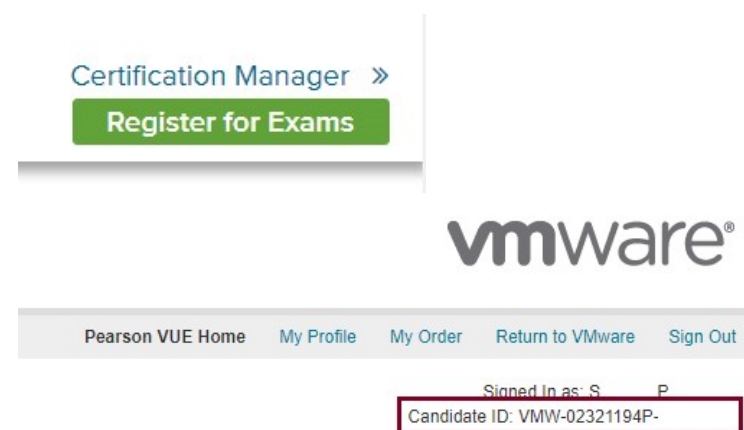 Certification Manager »
Register for Exams
vmware®
Pearson VUE Home My Profile My Order Return to VMware Sign Out
Signed In as: S P
Candidate ID: VMW-02321194P-